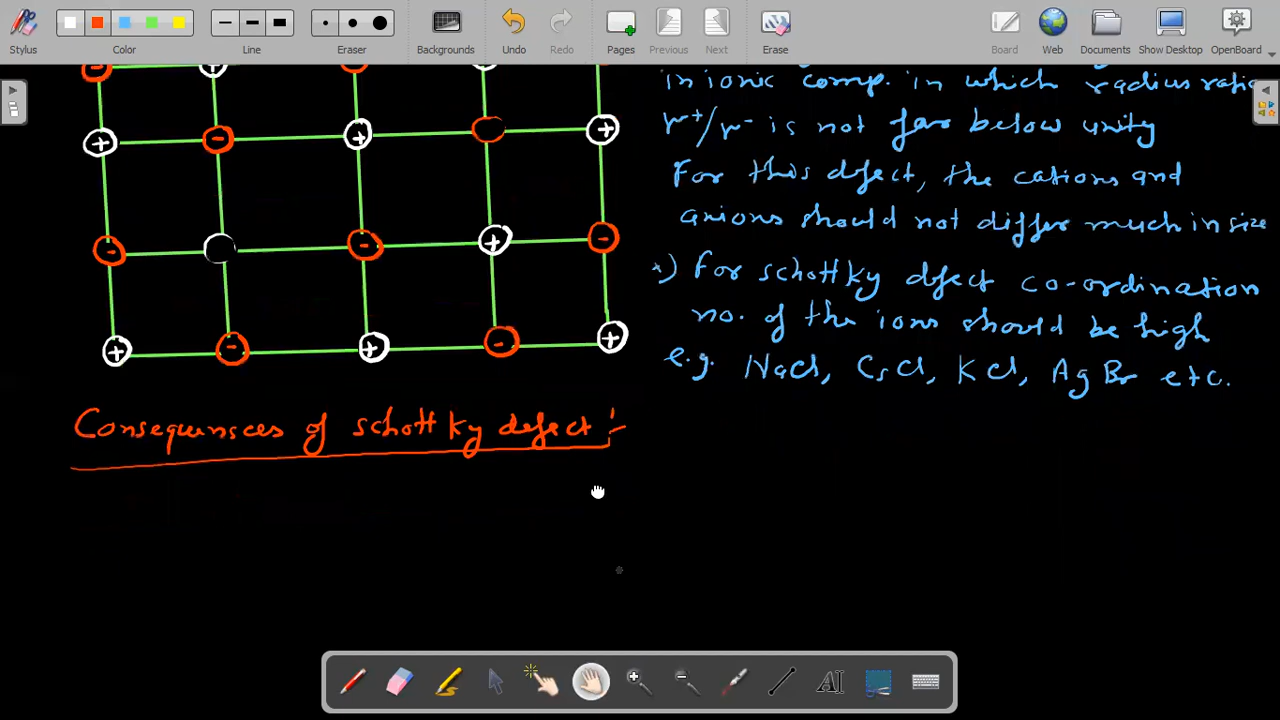 Stylus
Color
Line
Eraser
Backgrounds
Undo
Redo
Pages
Previous
Next
Erase
Board
Web
Documents
Show Desktop
OpenBoard
in ionic comp. in which radius ratio
r+/r- is not far below unity
For this defect, the cations and
anions should not differ much in size
*) For schottky defect co-ordination
no. of the ions should be high
e.g. NaCl, CsCl, KCl, AgBr etc.
Consequnsces of schottky defect :-